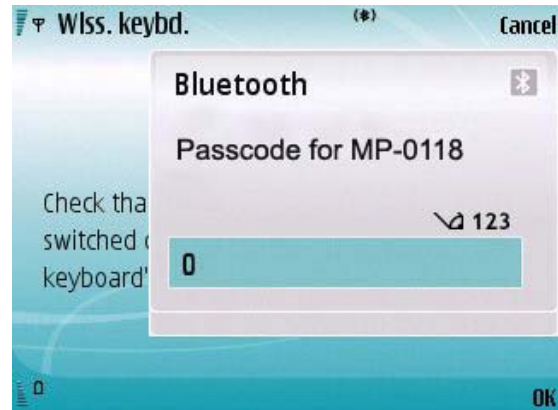 Wlss. keybd.
Cancel
Bluetooth
Passcode for MP-0118
123
Check tha
switched
keyboard'
0
OK